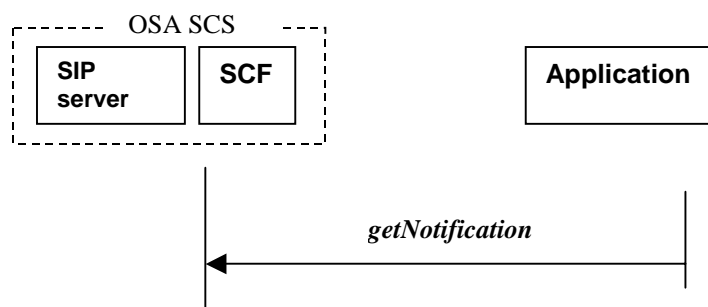 OSA SCS
SIP
server
SCF
Application
getNotification